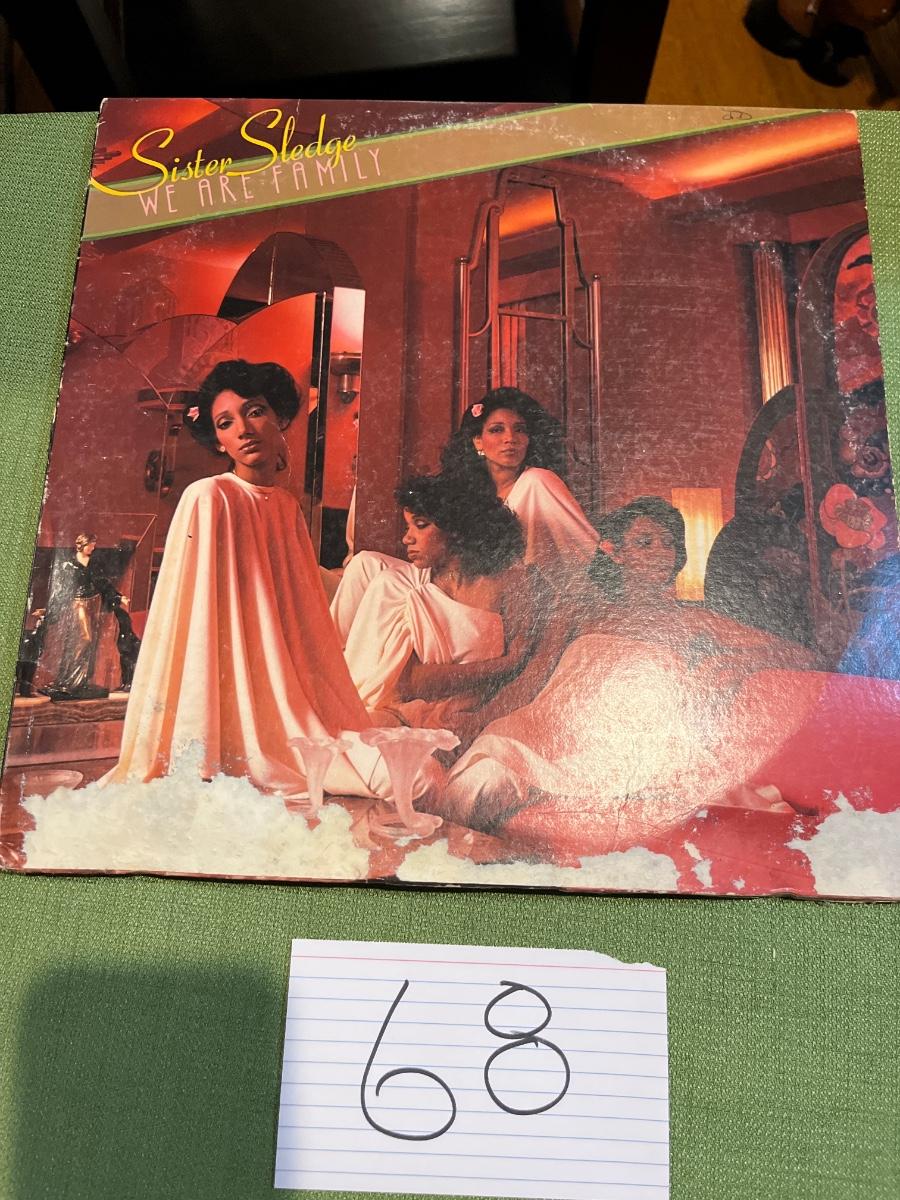 Sister Sledge
WE ARE FAMILY
68